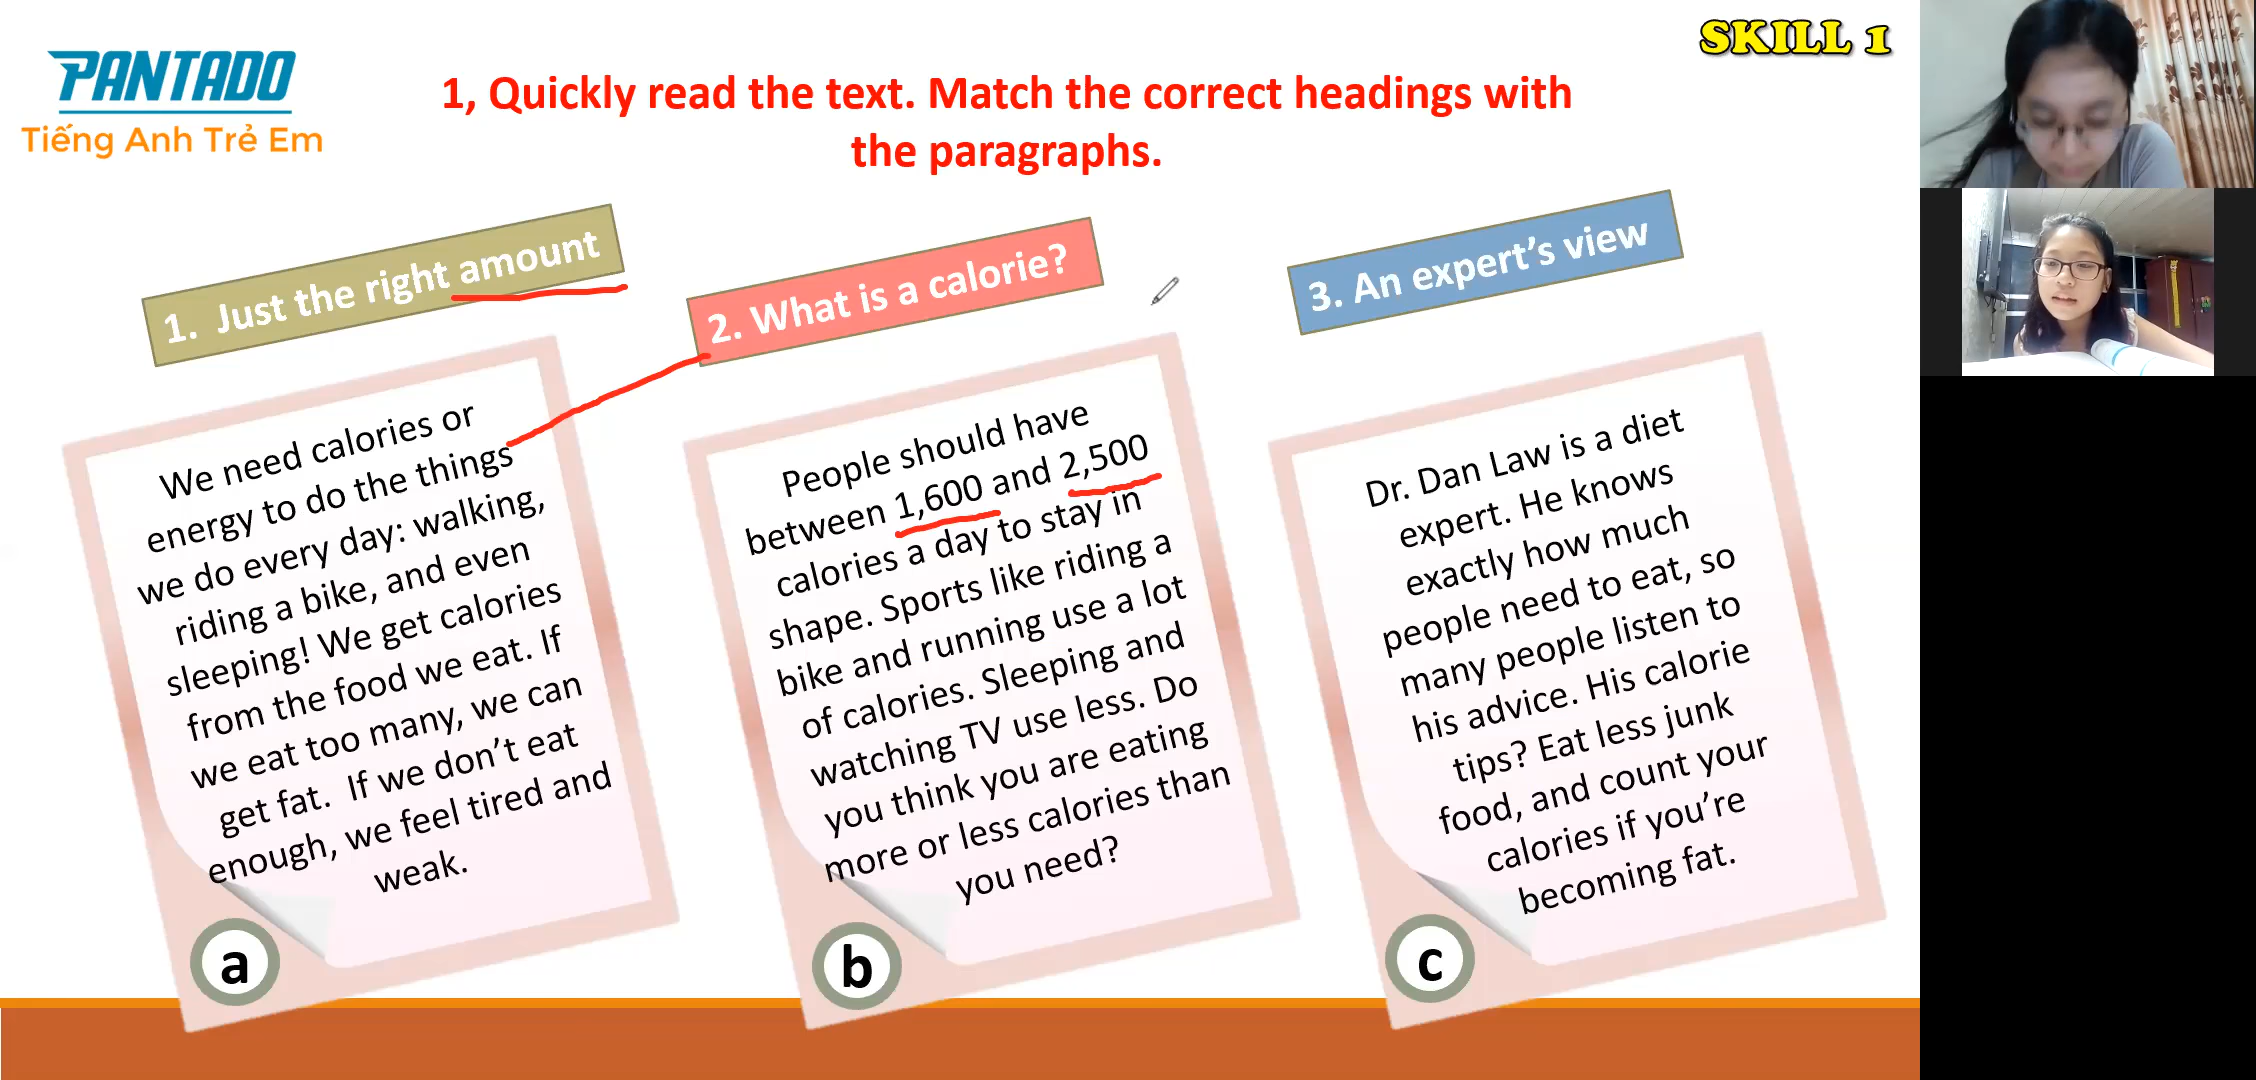 SKILL 1
PANTADO
Tiếng Anh Trẻ Em
1, Quickly read the text. Match the correct headings with
the paragraphs.
1. Just the right amount
2. What is a calorie?
3. An expert's view
We need calories or
energy to do the things
we do every day: walking,
riding a bike, and even
sleeping! We get calories
from the food we eat. If
we eat too many, we can
get fat. If we don't eat
enough, we feel tired and
weak.
a
People should have
between 1,600 and 2,500
calories a day to stay in
shape. Sports like riding a
bike and running use a lot
of calories. Sleeping and
watching TV use less. Do
you think you are eating
more or less calories than
you need?
b
Dr. Dan Law is a diet
expert. He knows
exactly how much
people need to eat, so
many people listen to
his advice. His calorie
tips? Eat less junk
food, and count your
calories if you're
becoming fat.
c